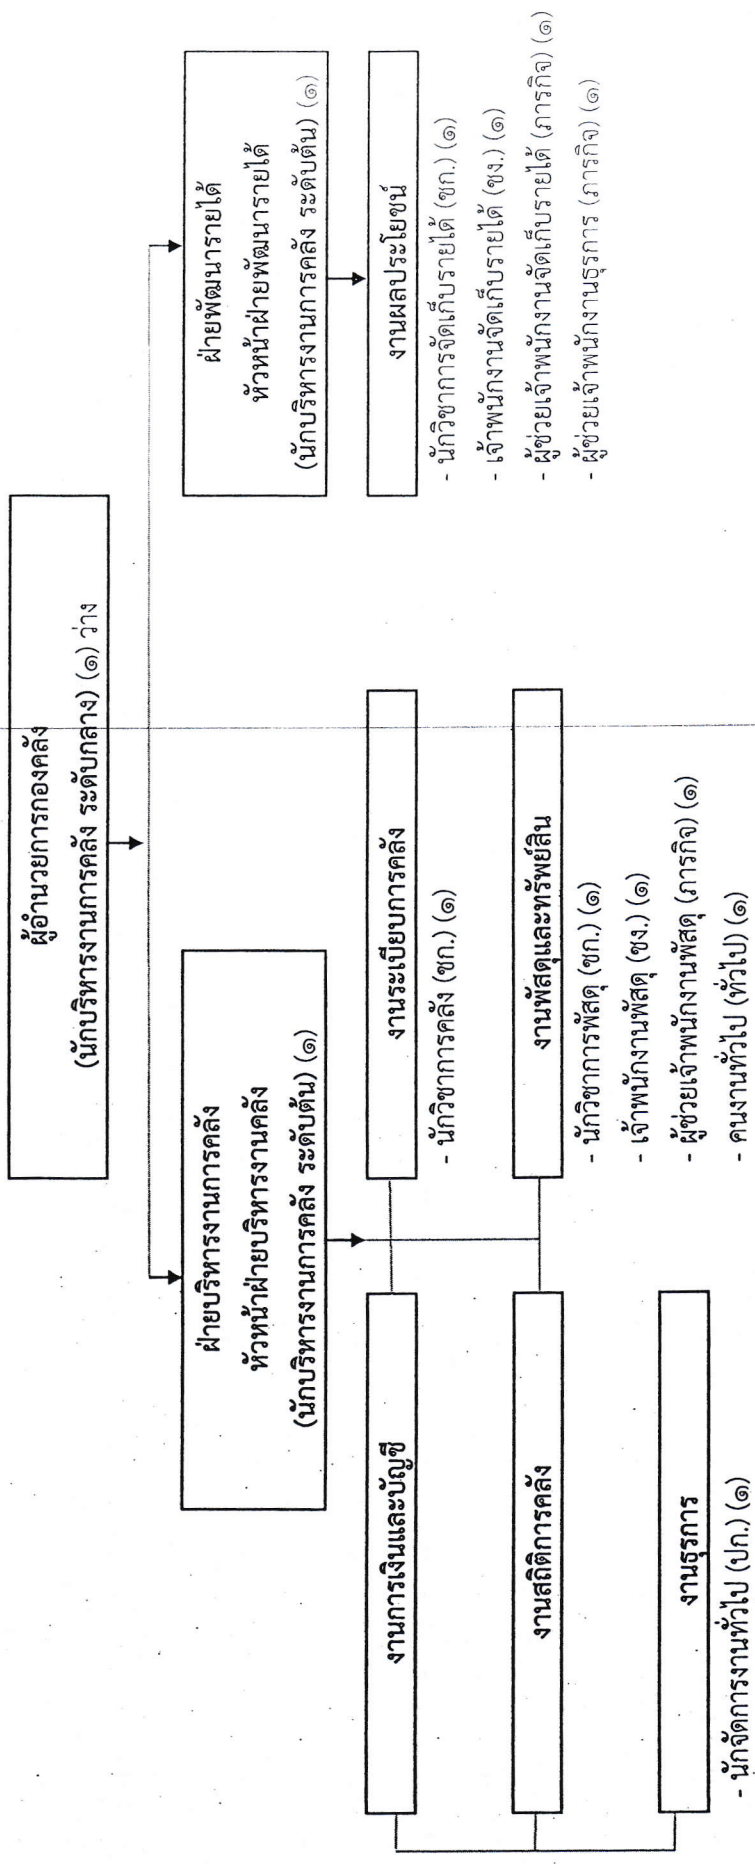 ผู้อำนวยการกองคลัง
(นักบริหารงานการคลัง ระดับกลาง) (๑) ว่าง
ฝ่ายบริหารงานการคลัง
หัวหน้าฝ่ายบริหารงานคลัง
(นักบริหารงานการคลัง ระดับต้น) (๑)
ฝ่ายพัฒนารายได้
หัวหน้าฝ่ายพัฒนารายได้
(นักบริหารงานการคลัง ระดับต้น) (๑)
งานการเงินและบัญชี
งานระเบียบการคลัง
- นักวิชาการคลัง (ชก.) (๑)
งานผลประโยชน์
- นักวิชาการจัดเก็บรายได้ (ชก.) (๑)
- เจ้าพนักงานจัดเก็บรายได้ (ชง.) (๑)
- ผู้ช่วยเจ้าพนักงานจัดเก็บรายได้ (ภารกิจ) (๑)
- ผู้ช่วยเจ้าพนักงานธุรการ (ภารกิจ) (๑)
งานสถิติการคลัง
งานพัสดุและทรัพย์สิน
- นักวิชาการพัสดุ (ชก.) (๑)
- เจ้าพนักงานพัสดุ (ชง.) (๑)
- ผู้ช่วยเจ้าพนักงานพัสดุ (ภารกิจ) (๑)
- คนงานทั่วไป (ทั่วไป) (๑)
งานธุรการ
- นักจัดการงานทั่วไป (ปก.) (๑)